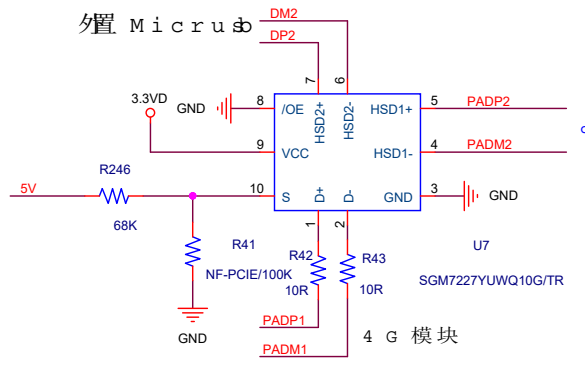 DM2
外置 Micrusb
DP2
7
6
3.3VD
GND
8
/OE
HSD2+
HSD2-
HSD1+
5
PADP2
9
VCC
HSD1-
4
PADM2
R246
5V
10
S
D+
D-
GND
3
GND
68K
1
2
R41
R42
R43
U7
NF-PCIE/100K
10R
10R
SGM7227YUWQ10G/TR
GND
PADP1
PADM1
4G 模块